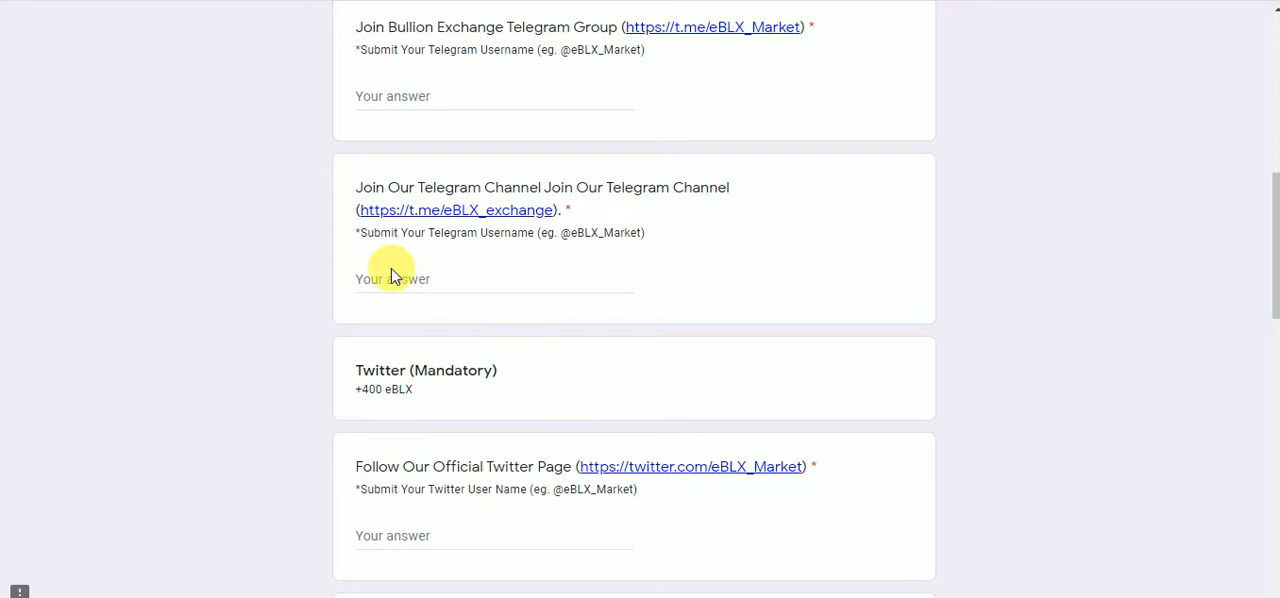 Join Bullion Exchange Telegram Group (https://t.me/eBLX_Market) *
*Submit Your Telegram Username (eg. @eBLX_Market)
Your answer
Join Our Telegram Channel Join Our Telegram Channel
(https://t.me/eBLX_exchange). *
*Submit Your Telegram Username (eg. @eBLX_Market)
Your answer
Twitter (Mandatory)
+400 eBLX
Follow Our Official Twitter Page (https://twitter.com/eBLX_Market) *
*Submit Your Twitter User Name (eg. @eBLX_Market)
Your answer